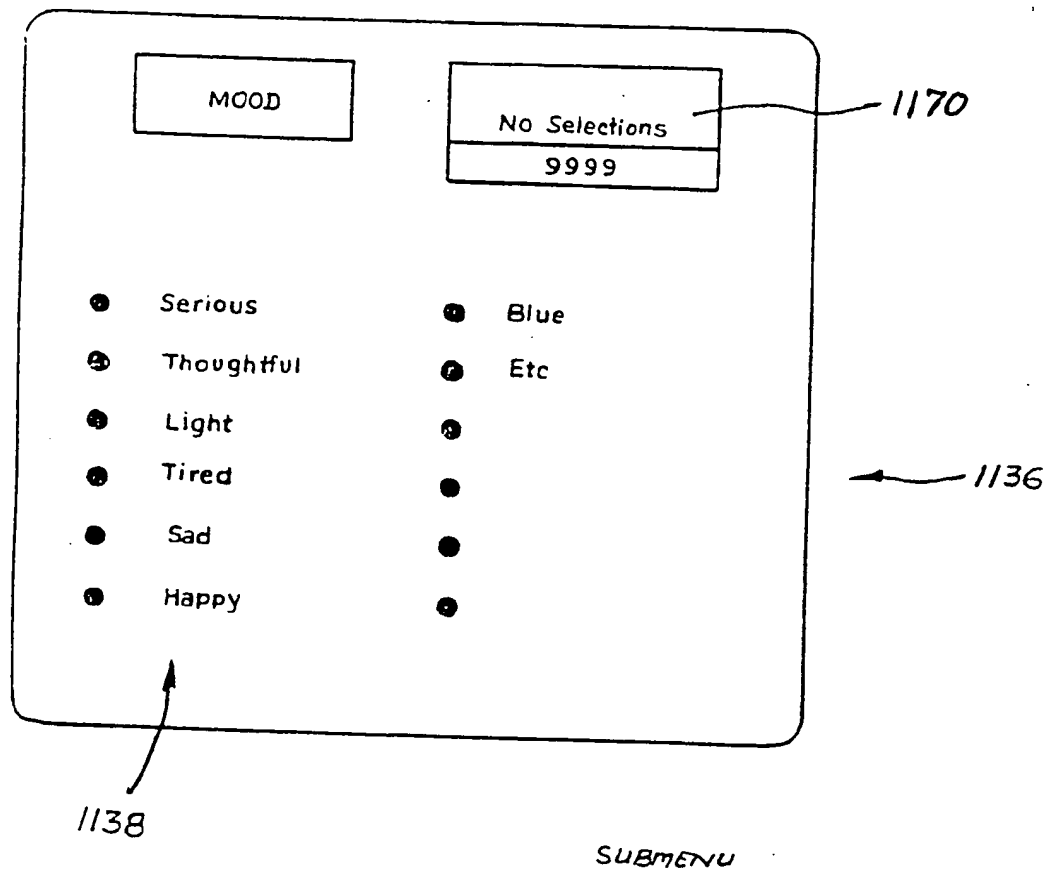 MOOD
No Selections
9999
1170
Serious
Thoughtful
Light
Tired
Sad
Happy
Blue
Etc
1136
1138
SUBMENU